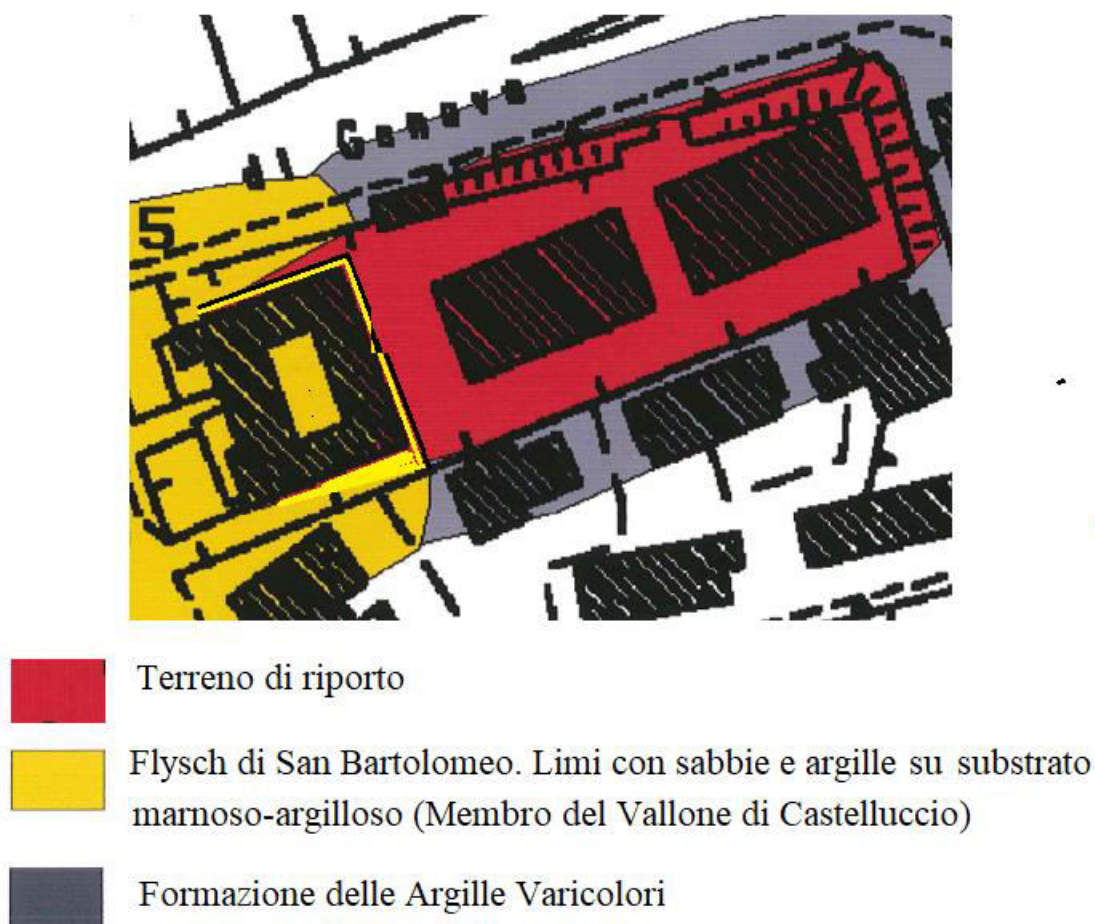 di Genova
5
Terreno di riporto
Flysch di San Bartolomeo. Limi con sabbie e argille su substrato
marnoso-argilloso (Membro del Vallone di Castelluccio)
Formazione delle Argille Varicolori